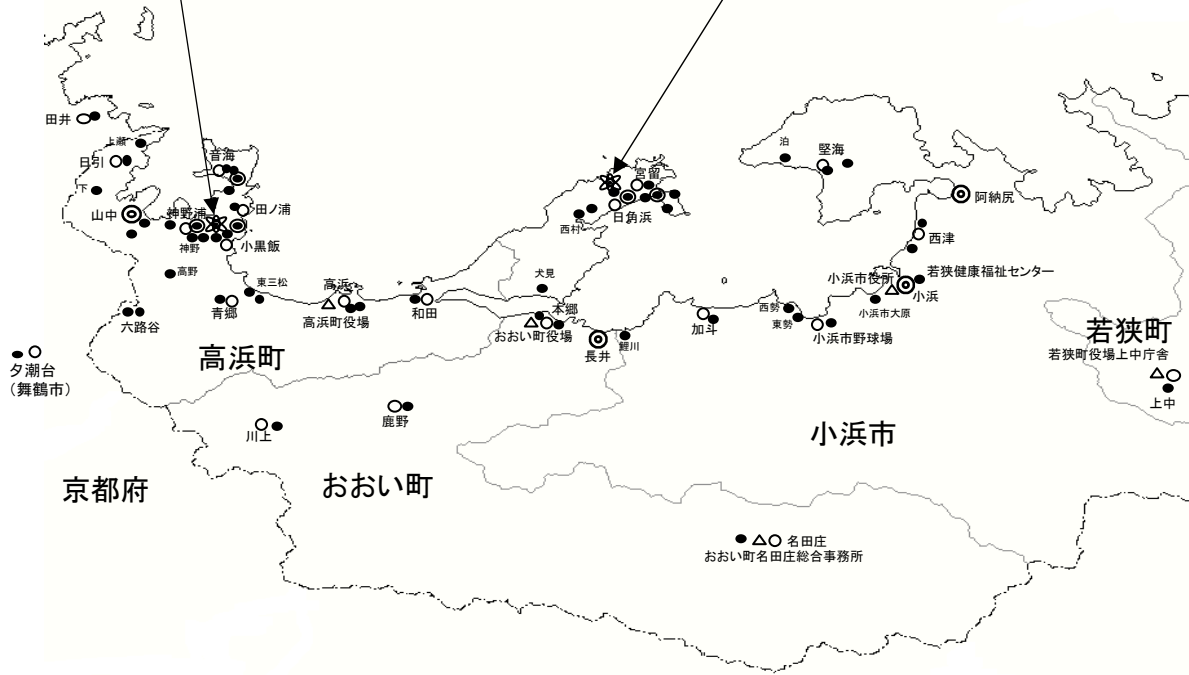 田井
上瀬
日引
音海
下
山中
神野浦
田ノ浦
神野
小黒飯
高野
東三松
青郷
六路谷
高浜
高浜町役場
和田
夕潮台
(舞鶴市)
高浜町
川上
鹿野
京都府
おおい町
宮留
日角浜
西村
犬見
本郷
おおい町役場
長井
鯉川
泊
堅海
阿納尻
西津
若狭健康福祉センター
小浜市役所
小浜
小浜市大原
加斗
西勢
東勢
小浜市野球場
若狭町
若狭町役場上中庁舎
上中
小浜市
名田庄
おおい町名田庄総合事務所